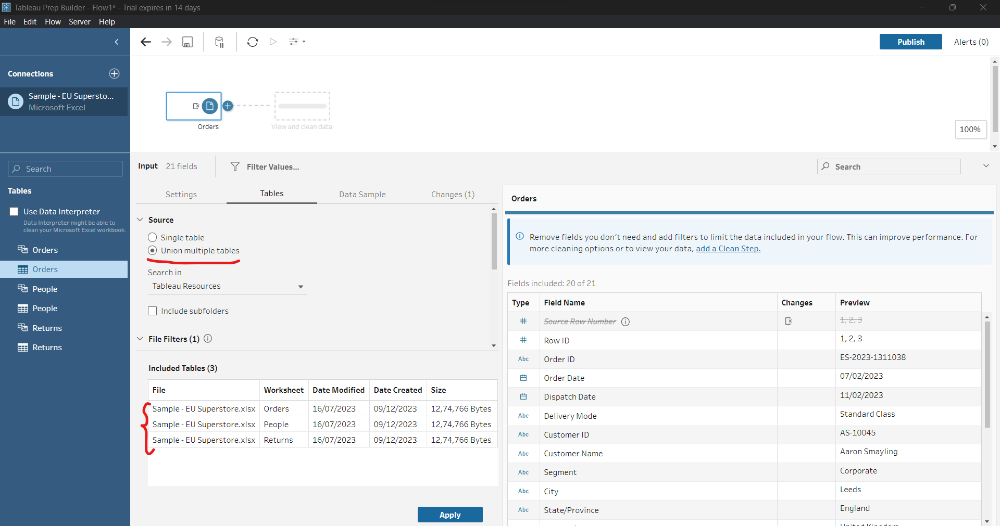 Tableau Prep Builder - Flow1* - Trial expires in 14 days
File Edit Flow Server Help
Publish Alerts (0)
Connections
Sample - EU Supersto...
Microsoft Excel
Orders
View and clean data
100%
Search
Tables
Use Data Interpreter
Data Interpreter might be able to
clean your Microsoft Excel workbook.
Orders
Orders
People
People
Returns
Returns
Input 21 fields Filter Values... Search
Settings Tables Data Sample Changes (1)
Source
Single table
Union multiple tables
Search in
Tableau Resources
Include subfolders
File Filters (1)
Included Tables (3)
File Worksheet Date Modified Date Created Size
Sample - EU Superstore.xlsx Orders 16/07/2023 09/12/2023 12,74,766 Bytes
Sample - EU Superstore.xlsx People 16/07/2023 09/12/2023 12,74,766 Bytes
Sample - EU Superstore.xlsx Returns 16/07/2023 09/12/2023 12,74,766 Bytes
Apply
Orders
Remove fields you don't need and add filters to limit the data included in your flow. This can improve performance. For
more cleaning options or to view your data, add a Clean Step.
Fields included: 20 of 21
Type Field Name Changes Preview
# Source Row Number 1, 2, 3
# Row ID 1, 2, 3
Abc Order ID ES-2023-1311038
Order Date 07/02/2023
Dispatch Date 11/02/2023
Abc Delivery Mode Standard Class
Abc Customer ID AS-10045
Abc Customer Name Aaron Smayling
Abc Segment Corporate
Abc City Leeds
Abc State/Province England